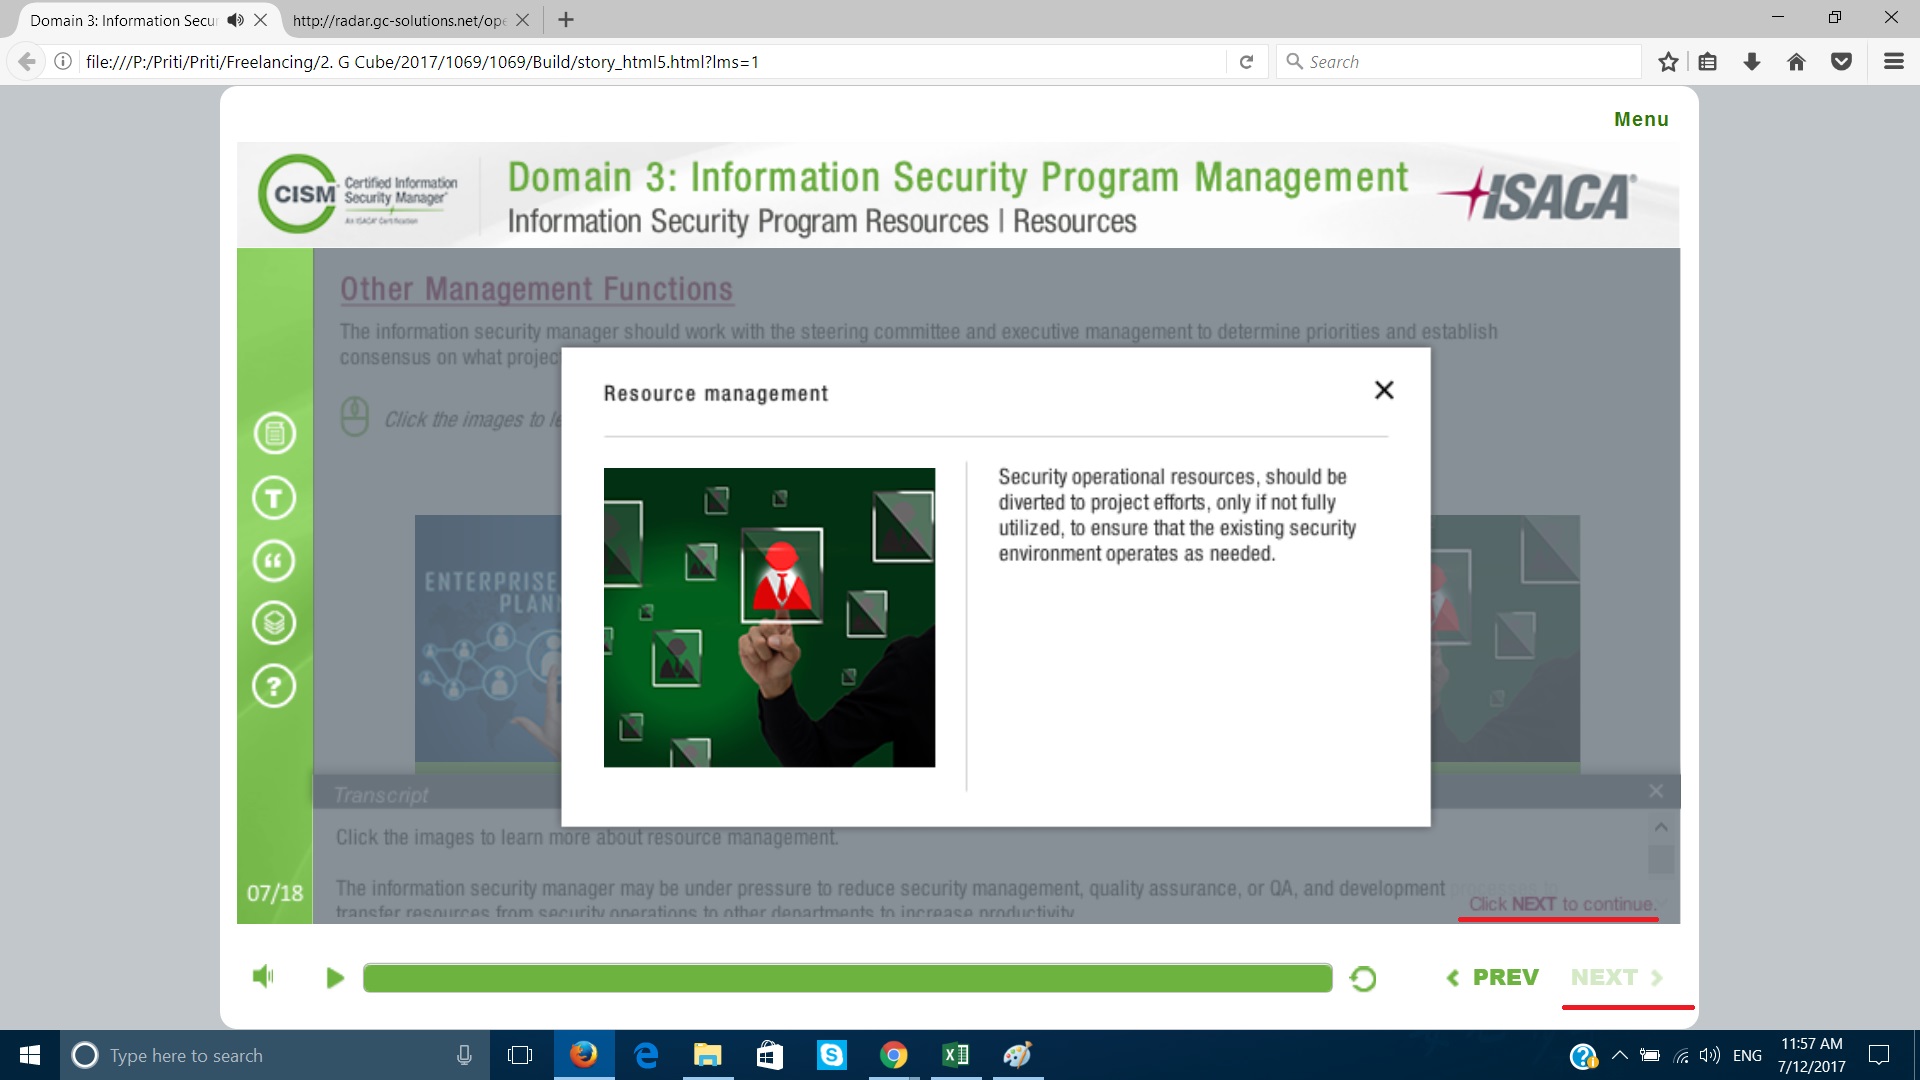 Domain 3: Information Secur
http://radar.gc-solutions.net/ope
file:///P:/Priti/Priti/Freelancing/2. G Cube/2017/1069/1069/Build/story_html5.html?lms=1
Search
Menu
CISM
Certified Information
Security Manager
An ISACA Certification
Domain 3: Information Security Program Management
Information Security Program Resources | Resources
ISACA®
Other Management Functions
The information security manager should work with the steering committee and executive management to determine priorities and establish
consensus on what projec
Click the images to le
Resource management
Security operational resources, should be
diverted to project efforts, only if not fully
utilized, to ensure that the existing security
environment operates as needed.
ENTERPRISE
PLAN
Transcript
Click the images to learn more about resource management.
The information security manager may be under pressure to reduce security management, quality assurance, or QA, and development processes to
transfer resources from security operations to other departments to increase productivity.
Click NEXT to continue.
07/18
PREV
NEXT
Type here to search
ENG
11:57 AM
7/12/2017